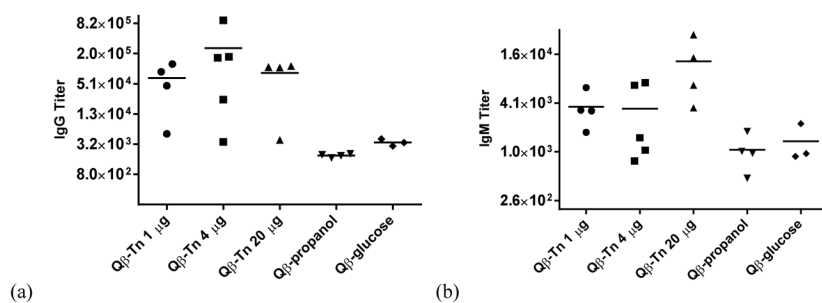 8.2×10⁵
2.0×10⁵
5.1×10⁴
1.3×10⁴
3.2×10³
8.0×10²
IgG Titer
Qβ-Tn 1 μg
Qβ-Tn 4 μg
Qβ-Tn 20 μg
Qβ-propanol
Qβ-glucose
(a)
1.6×10⁴
4.1×10³
1.0×10³
2.6×10²
IgM Titer
Qβ-Tn 1 μg
Qβ-Tn 4 μg
Qβ-Tn 20 μg
Qβ-propanol
Qβ-glucose
(b)